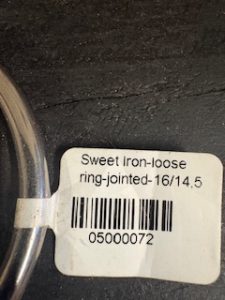 Sweet iron-loose
ring-jointed-16/14,5
05000072